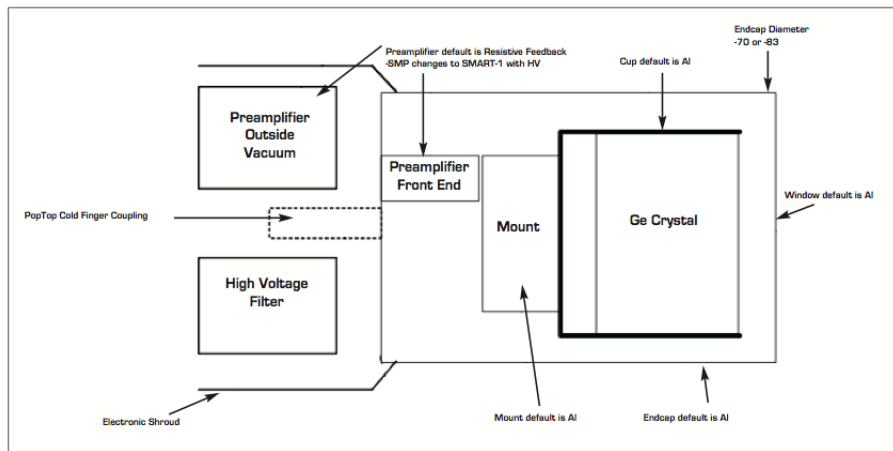 Endcap Diameter
-70 or -83
Preamplifier default is Resistive Feedback
-SMP changes to SMART-1 with HV
Cup default is Al
Preamplifier
Outside
Vacuum
Preamplifier
Front End
Window default is Al
PopTop Cold Finger Coupling
Mount
Ge Crystal
High Voltage
Filter
Electronic Shroud
Mount default is Al
Endcap default is Al